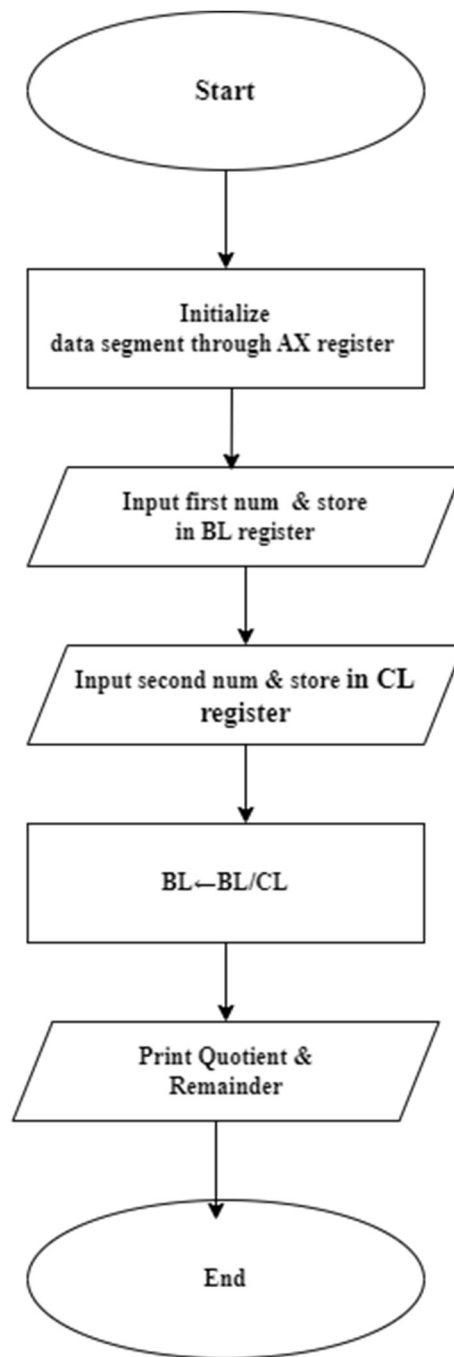 Start
Initialize
data segment through AX register
Input first num & store
in BL register
Input second num & store in CL
register
BL←BL/CL
Print Quotient &
Remainder
End